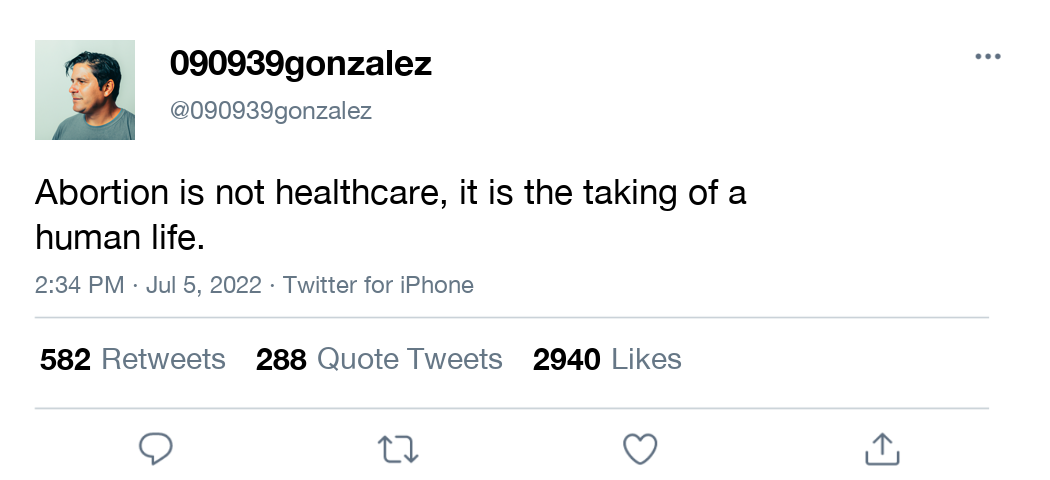 090939gonzalez
@090939gonzalez
Abortion is not healthcare, it is the taking of a
human life.
2:34 PM · Jul 5, 2022 · Twitter for iPhone
582 Retweets 288 Quote Tweets 2940 Likes